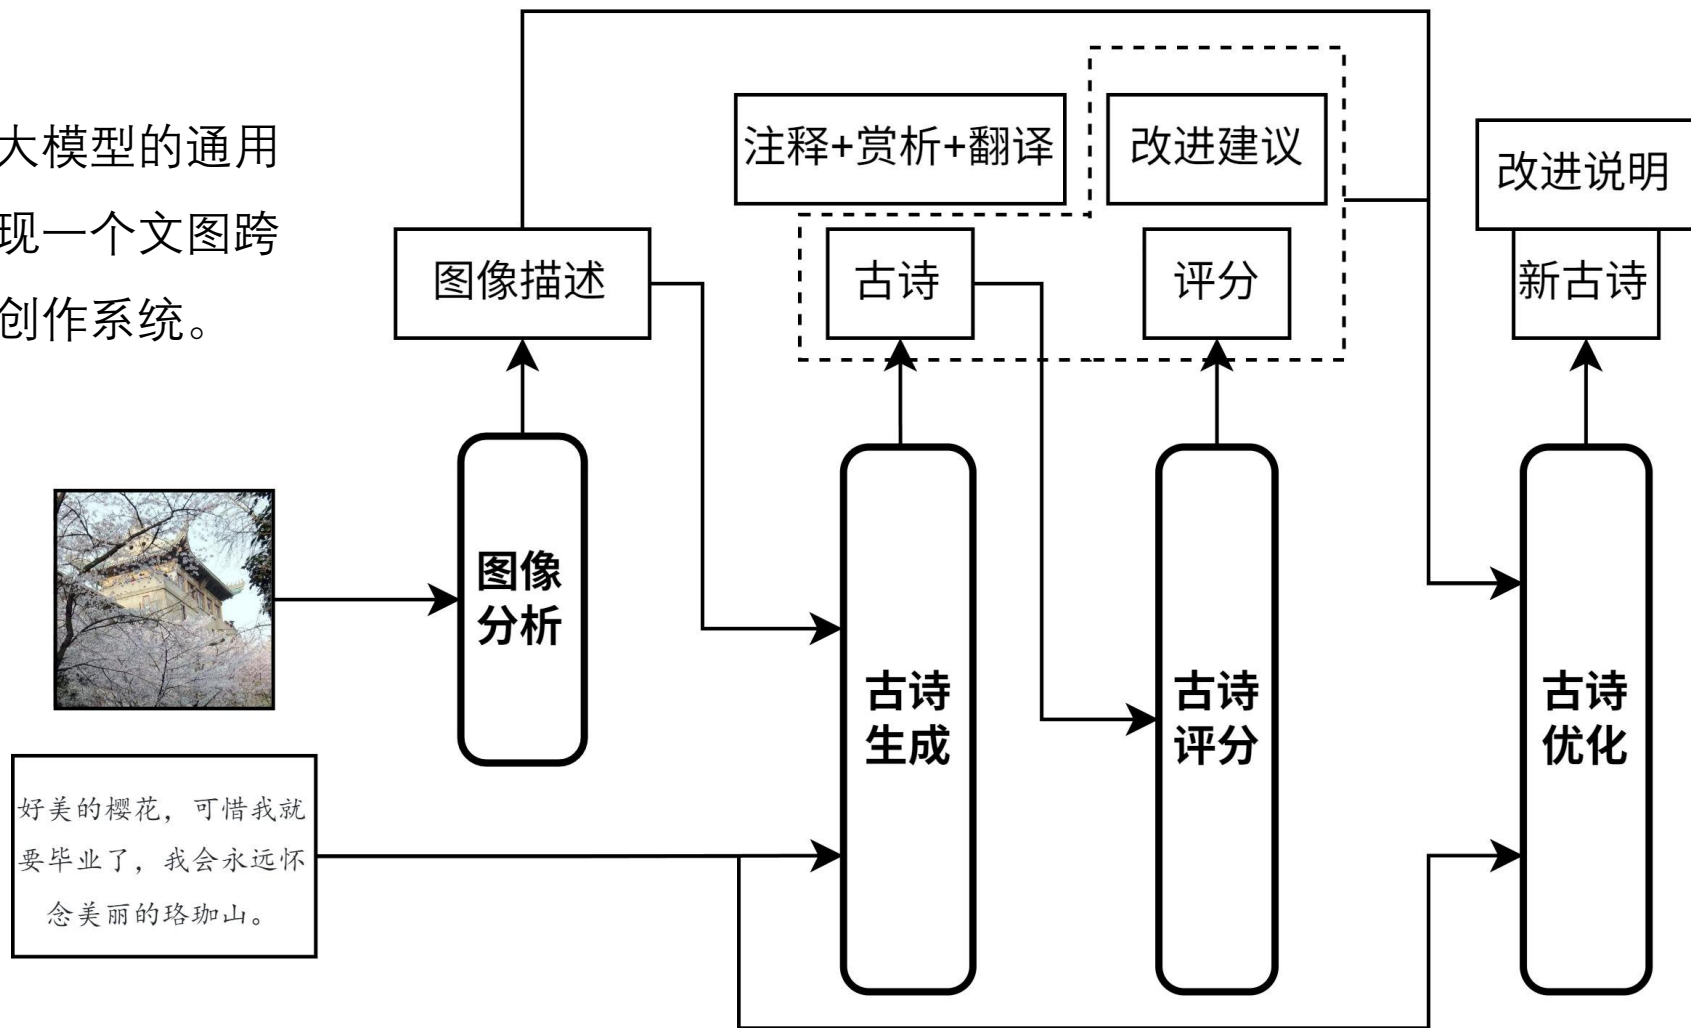 大模型的通用
现一个文图跨
创作系统。
注释+赏析+翻译
改进建议
改进说明
图像描述
古诗
评分
新古诗
图像
分析
古诗
生成
古诗
评分
古诗
优化
好美的樱花，可惜我就
要毕业了，我会永远怀
念美丽的珞珈山。